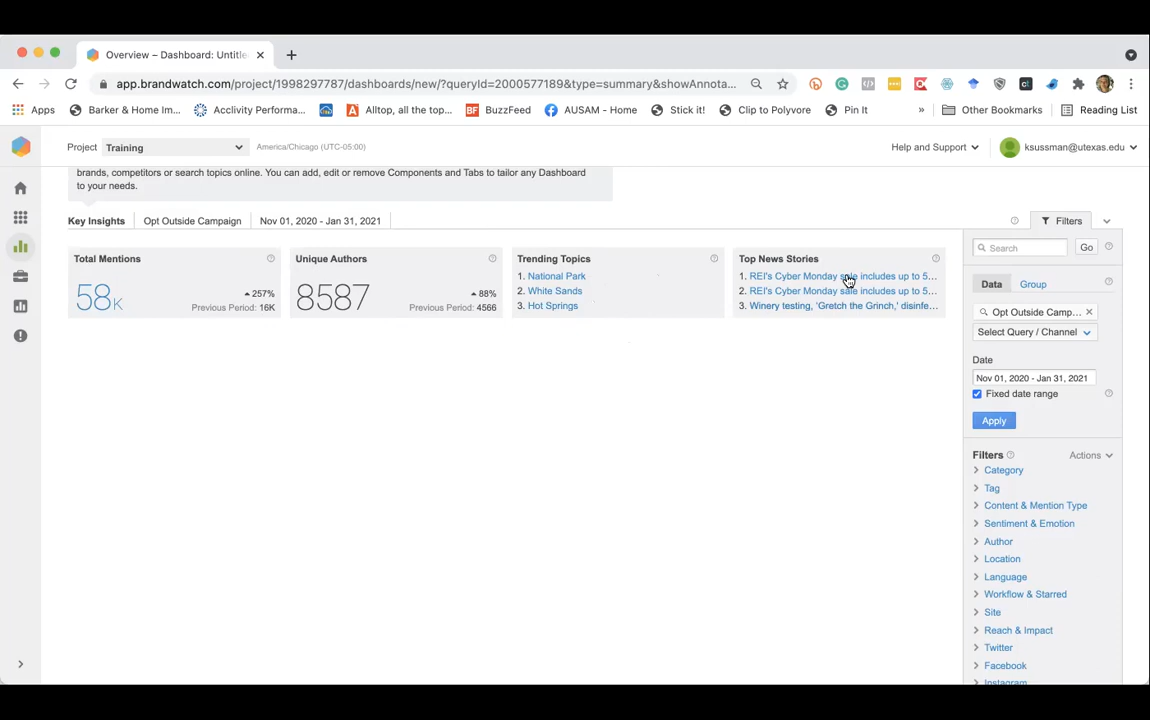 Overview – Dashboard: Untitle
app.brandwatch.com/project/1998297787/dashboards/new/?queryId=2000577189&type=summary&showAnnota...
Apps Barker & Home Im... Acclivity Performa... Alltop, all the top... BuzzFeed AUSAM - Home Stick it! Clip to Polyvore Pin It » Other Bookmarks Reading List
Project Training America/Chicago (UTC-05:00) Help and Support ksussman@utexas.edu
brands, competitors or search topics online. You can add, edit or remove Components and Tabs to tailor any Dashboard
to your needs.
Key Insights Opt Outside Campaign Nov 01, 2020 - Jan 31, 2021 Filters
Total Mentions
58K
257%
Previous Period: 16K
Unique Authors
8587
88%
Previous Period: 4566
Trending Topics
1. National Park
2. White Sands
3. Hot Springs
Top News Stories
1. REI's Cyber Monday sale includes up to 5...
2. REI's Cyber Monday sale includes up to 5...
3. Winery testing, 'Gretch the Grinch,' disinfe...
Search Go
Data Group
Opt Outside Camp...
Select Query / Channel
Date
Nov 01, 2020 - Jan 31, 2021
Fixed date range
Apply
Filters Actions
Category
Tag
Content & Mention Type
Sentiment & Emotion
Author
Location
Language
Workflow & Starred
Site
Reach & Impact
Twitter
Facebook
Instagram